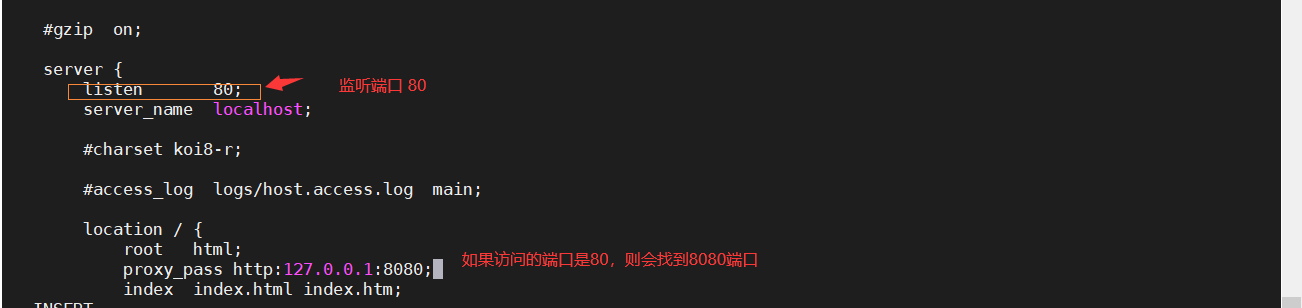 #gzip  on;
server {
listen       80;
监听端口 80
server_name  localhost;
#charset koi8-r;
#access_log  logs/host.access.log  main;
location / {
root   html;
proxy_pass http:127.0.0.1:8080;
如果访问的端口是80，则会找到8080端口
index  index.html index.htm;
INSERT